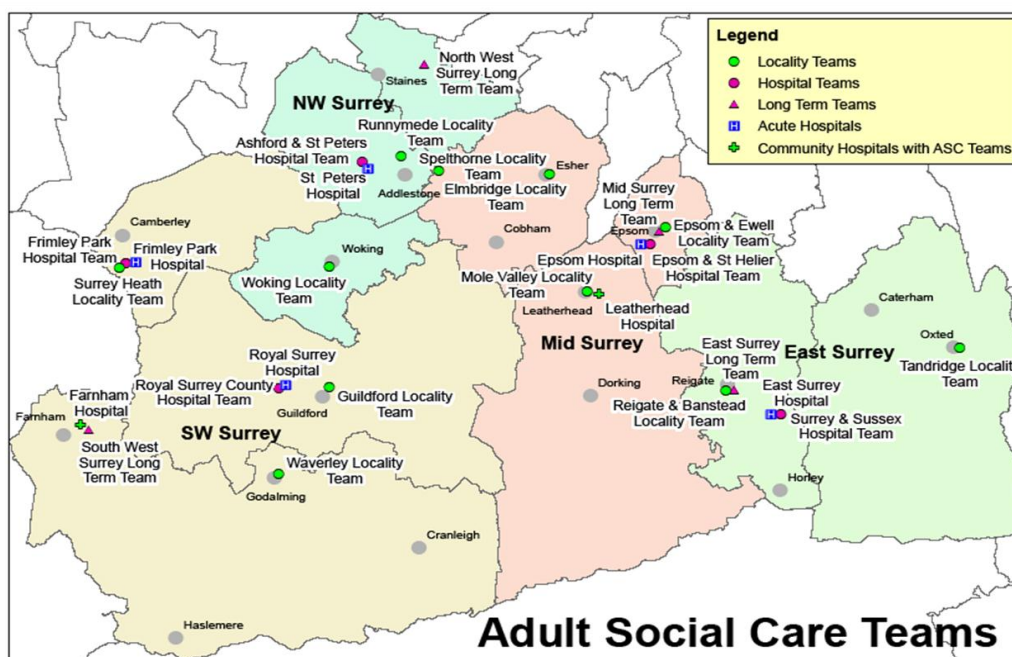 Legend
Locality Teams
Hospital Teams
Long Term Teams
Acute Hospitals
Community Hospitals with ASC Teams
North West
Surrey Long
Term Team
Staines
NW Surrey
Runnymede Locality
Team
Ashford & St Peters
Hospital Team
St Peters
Hospital
Spelthorne Locality
Team
Addlestone
Elmbridge Locality
Team
Esher
Mid Surrey
Long Term
Team
Epsom
Epsom & Ewell
Locality Team
Camberley
Cobham
Frimley Park
Hospital Team
Frimley Park
Hospital
Surrey Heath
Locality Team
Woking
Woking Locality
Team
Epsom Hospital
Epsom & St Helier
Hospital Team
Mole Valley Locality
Team
Leatherhead
Leatherhead
Hospital
Caterham
Oxted
Mid Surrey
East Surrey
Long Term
Team
East Surrey
Tandridge Locality
Team
Royal Surrey
Hospital
Royal Surrey County
Hospital Team
Guildford
Guildford Locality
Team
Dorking
Reigate
Reigate & Banstead
Locality Team
East Surrey
Hospital
Surrey & Sussex
Hospital Team
Farnham
Hospital
Farnham
South West
Surrey Long
Term Team
SW Surrey
Waverley Locality
Team
Godalming
Horley
Cranleigh
Haslemere
Adult Social Care Teams